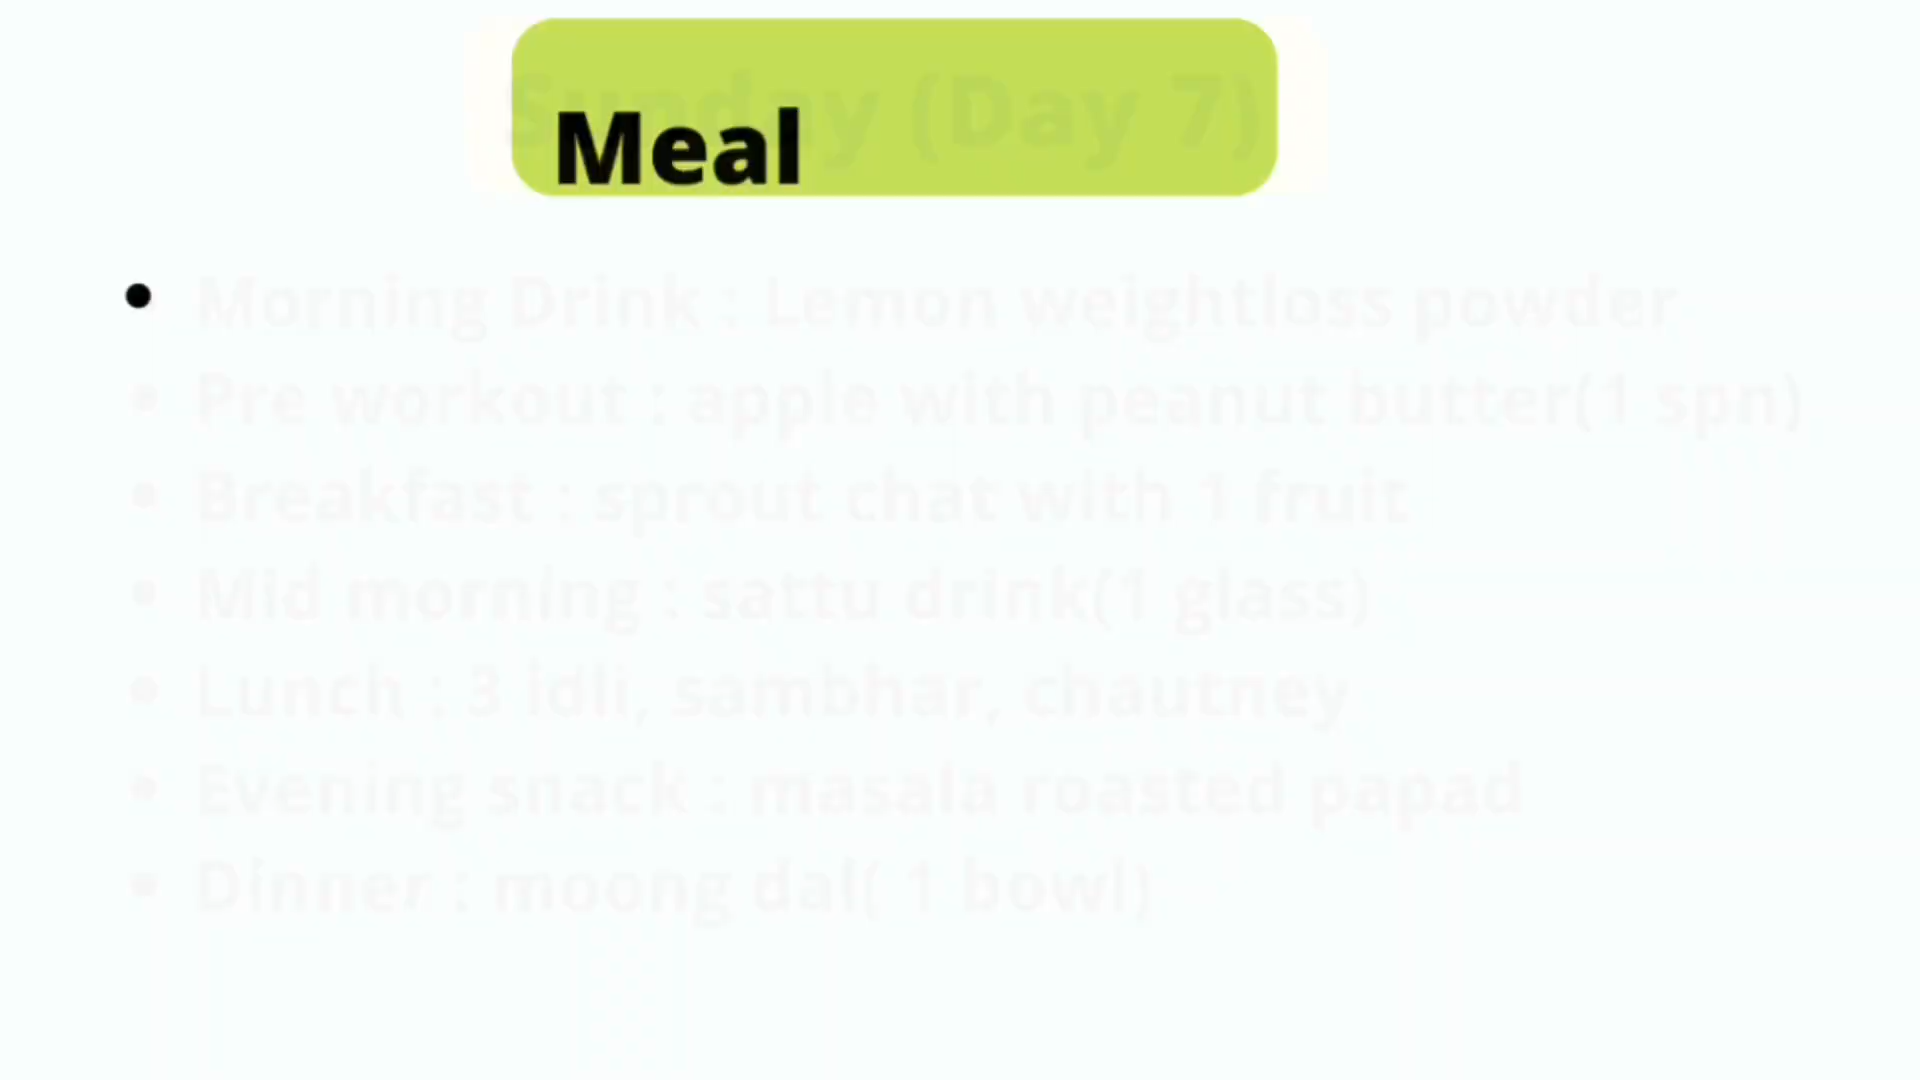 Sunday (Day 7)
Meal
• Morning Drink : Lemon weightloss powder
• Pre workout : apple with peanut butter(1 spn)
• Breakfast : sprout chat with 1 fruit
• Mid morning : sattu drink(1 glass)
• Lunch : 3 idli, sambhar, chautney
• Evening snack : masala roasted papad
• Dinner : moong dal( 1 bowl)